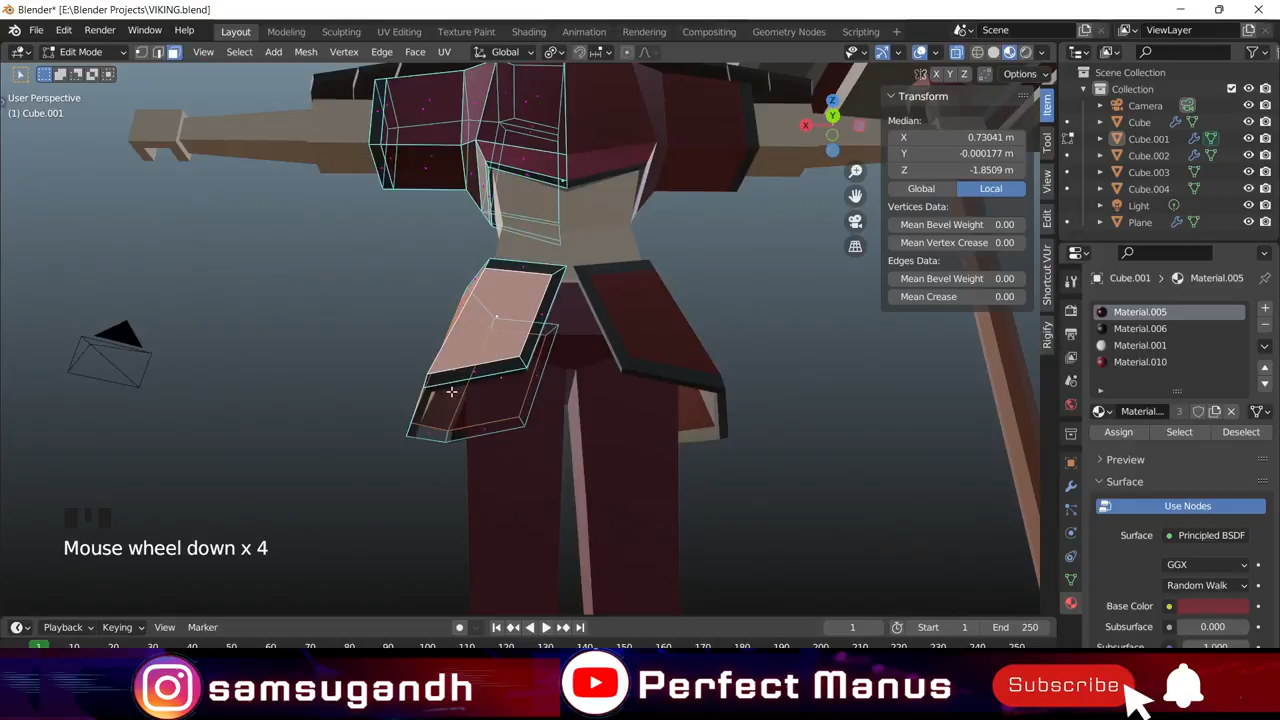 Blender* [E:\Blender Projects\VIKING.blend]
File Edit Render Window Help Layout Modeling Sculpting UV Editing Texture Paint Shading Animation Rendering Compositing Geometry Nodes Scripting + Scene ViewLayer
Edit Mode View Select Add Mesh Vertex Edge Face UV Global
X Y Z Options
User Perspective
(1) Cube.001
Transform
Median:
X 0.73041 m
Y -0.000177 m
Z -1.8509 m
Global Local
Vertices Data:
Mean Bevel Weight 0.00
Mean Vertex Crease 0.00
Edges Data:
Mean Bevel Weight 0.00
Mean Crease 0.00
Item
Tool
View
Edit
Shortcut VUr
Rigify
Z
Y
X
Scene Collection
Collection
Camera
Cube
Cube.001
Cube.002
Cube.003
Cube.004
Light
Plane
Cube.001 > Material.005
Material.005
Material.006
Material.001
Material.010
Material... 3
Assign Select Deselect
Preview
Surface
Use Nodes
Surface Principled BSDF
GGX
Random Walk
Base Color
Subsurface 0.000
Mouse wheel down x 4
Playback Keying View Marker 1 Start 1 End 250
1
samsugandh Perfect Manus Subscribe